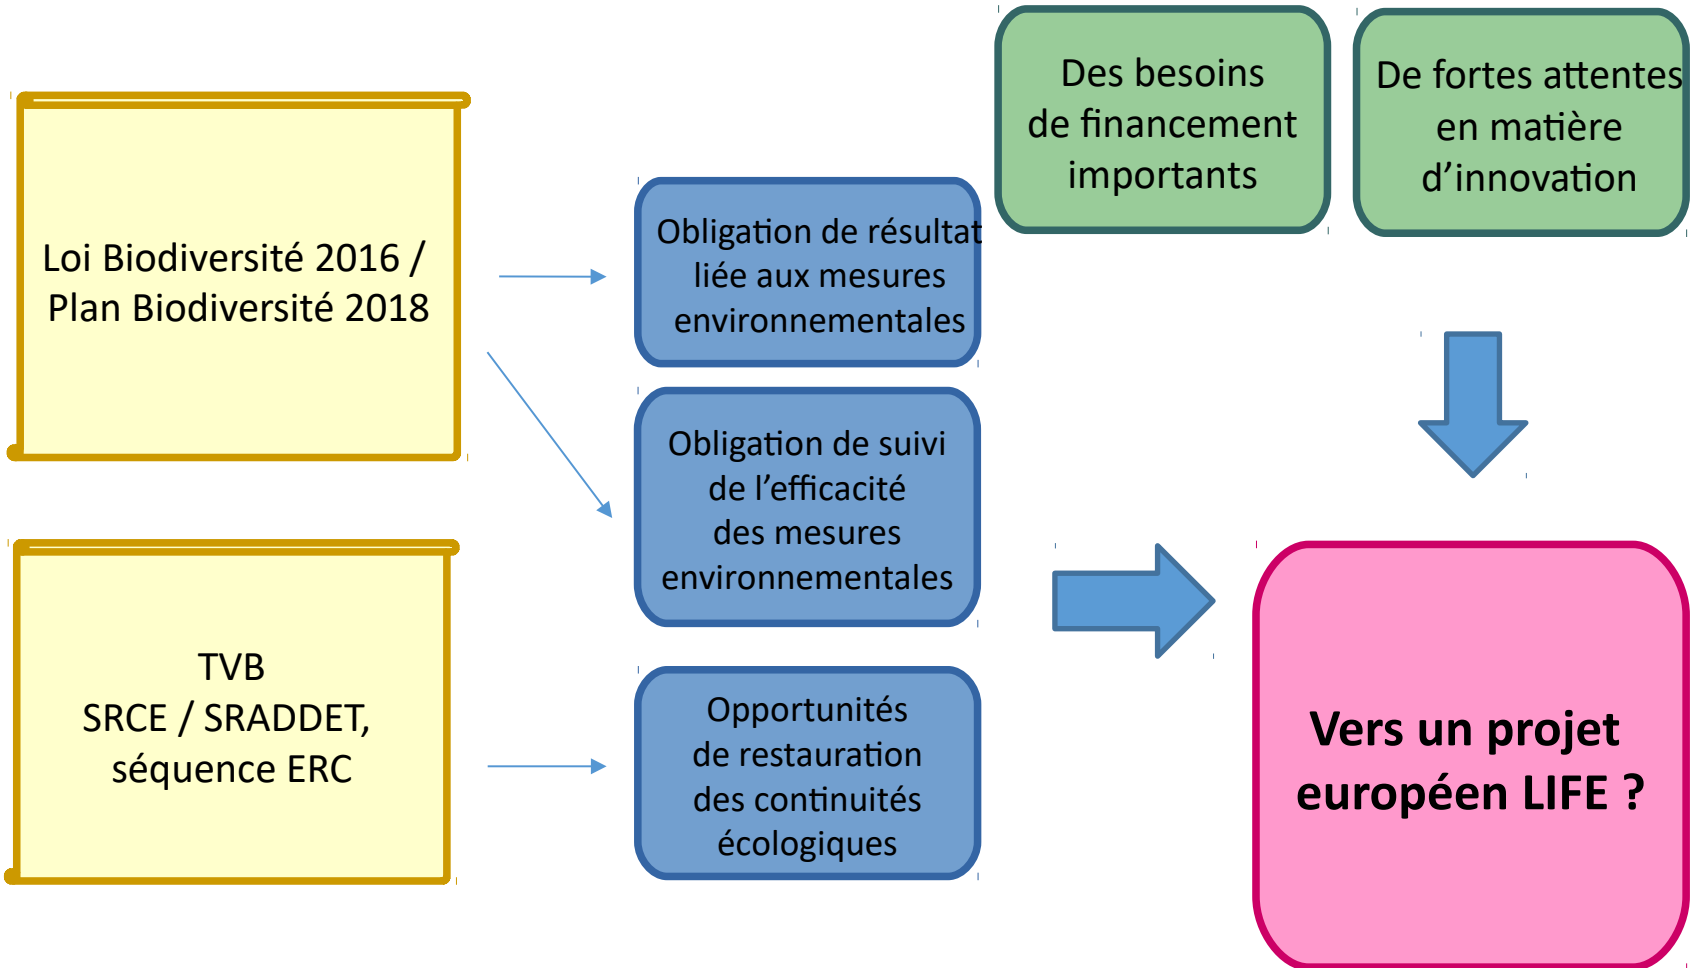 Des besoins
de financement
importants
De fortes attentes
en matière
d’innovation
Loi Biodiversité 2016 /
Plan Biodiversité 2018
Obligation de résultat
liée aux mesures
environnementales
Obligation de suivi
de l’efficacité
des mesures
environnementales
TVB
SRCE / SRADDET,
séquence ERC
Opportunités
de restauration
des continuités
écologiques
Vers un projet
européen LIFE ?